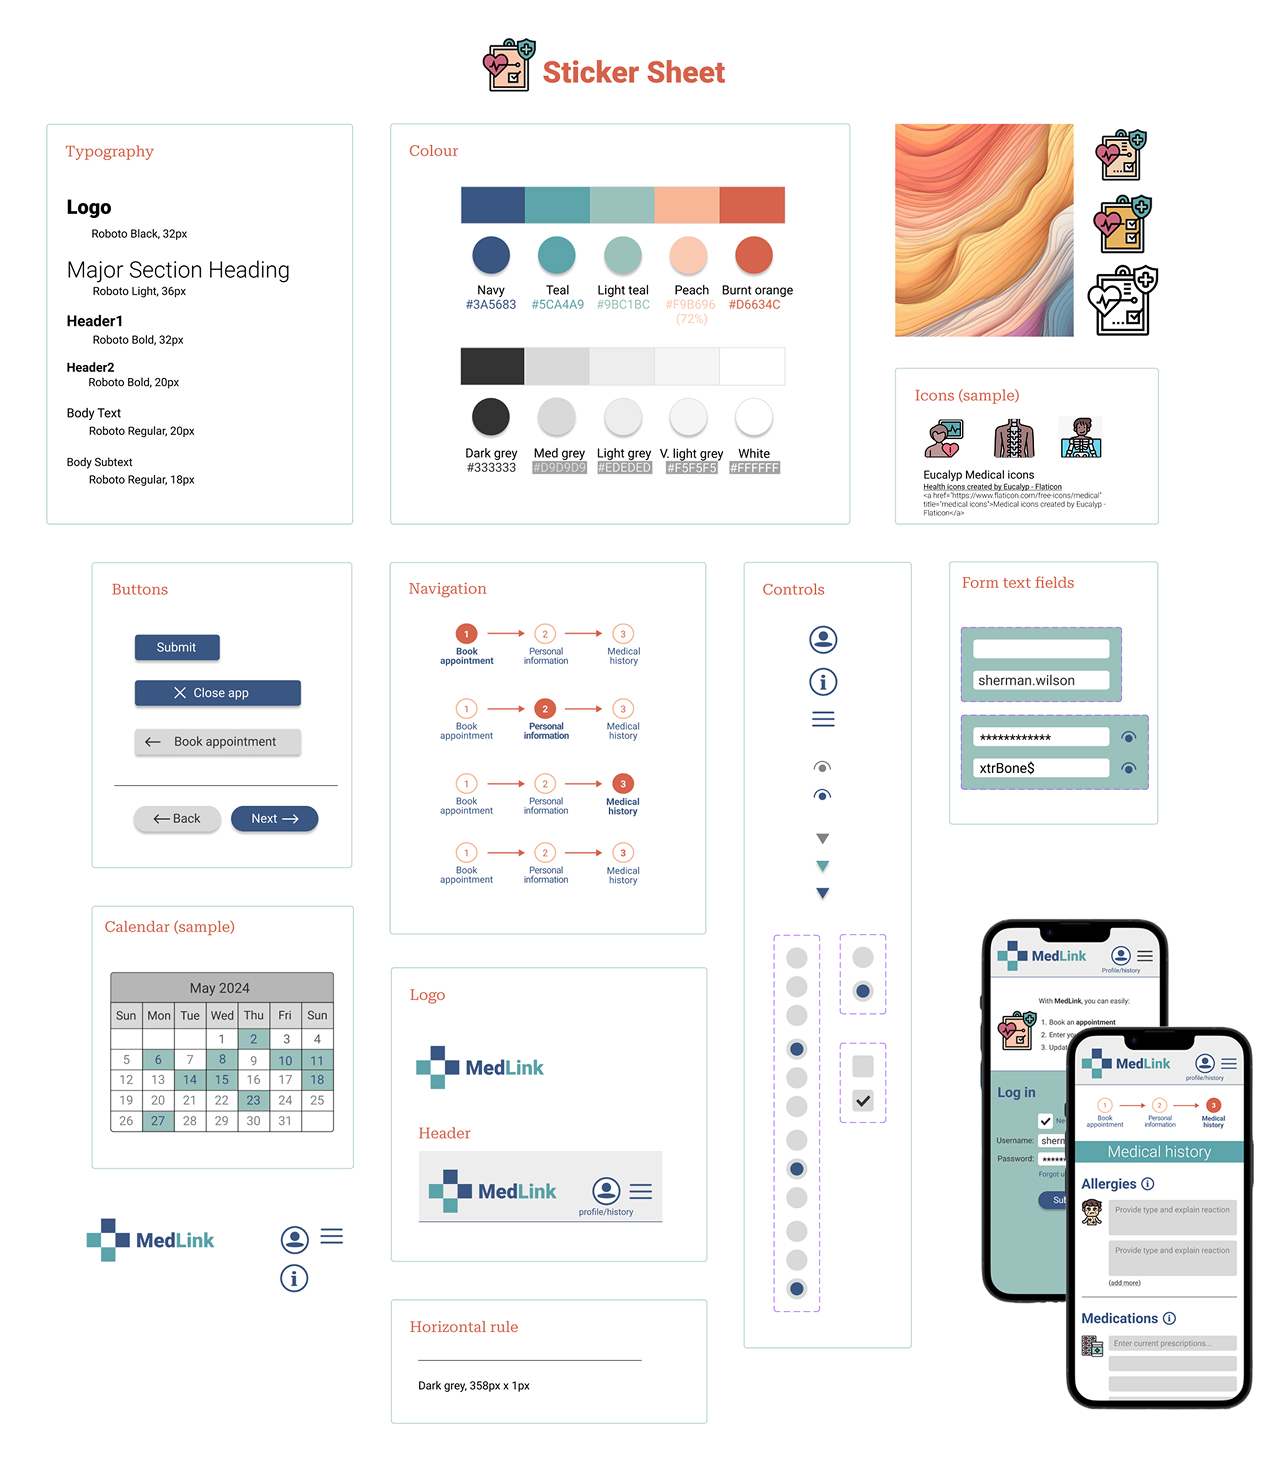 Sticker Sheet
Typography
Logo
Roboto Black, 32px
Major Section Heading
Roboto Light, 36px
Header1
Roboto Bold, 32px
Header2
Roboto Bold, 20px
Body Text
Roboto Regular, 20px
Body Subtext
Roboto Regular, 18px
Colour
Navy Teal Light teal Peach Burnt orange
#3A5683 #5CA4A9 #9BC1BC #F9B696 #D6634C
(72%)
Dark grey Med grey Light grey V. light grey White
#333333 #D9D9D9 #EDEDED #F5F5F5 #FFFFFF
Icons (sample)
Eucalyp Medical icons
Health icons created by Eucalyp - Flaticon
<a href="https://www.flaticon.com/free-icons/medical"
title="medical icons">Medical icons created by Eucalyp -
Flaticon</a>
Buttons
Submit
Close app
Book appointment
Back Next
Navigation
1 2 3
Book Personal Medical
appointment information history
1 2 3
Book Personal Medical
appointment information history
1 2 3
Book Personal Medical
appointment information history
1 2 3
Book Personal Medical
appointment information history
Controls
Form text fields
sherman.wilson
************
xtrBone$
Calendar (sample)
May 2024
Sun Mon Tue Wed Thu Fri Sun
1 2 3 4
5 6 7 8 9 10 11
12 13 14 15 16 17 18
19 20 21 22 23 24 25
26 27 28 29 30 31
MedLink
Logo
MedLink
Header
MedLink
profile/history
Horizontal rule
Dark grey, 358px x 1px
MedLink
Profile/history
With MedLink, you can easily:
1. Book an appointment
2. Enter yo
3. Updat
Log in
Ne
Username: sherm
Password: ******
Forgot u
Sub
MedLink
profile/history
1 2 3
Book Personal Medical
appointment information history
Medical history
Allergies
Provide type and explain reaction
Provide type and explain reaction
(add more)
Medications
Enter current prescriptions...